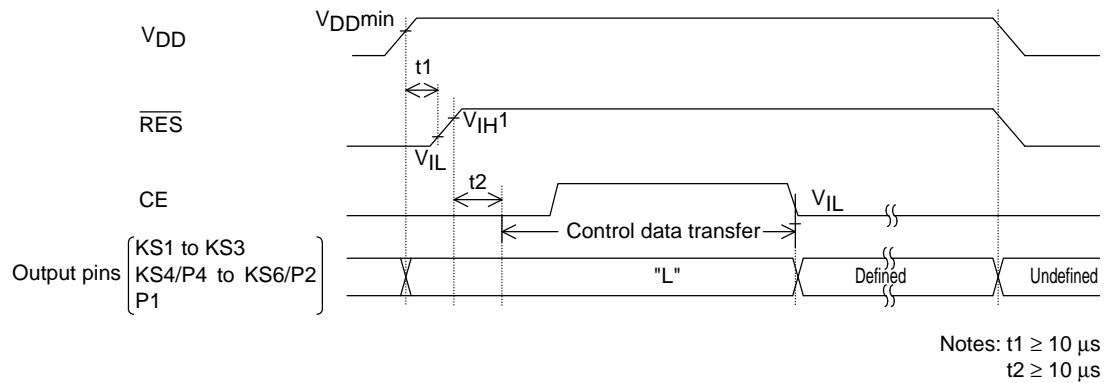 VDD
VDDmin
t1
RES
VIH1
VIL
t2
CE
VIL
Control data transfer
Output pins
KS1 to KS3
KS4/P4 to KS6/P2
P1
"L"
Defined
Undefined
Notes: t1 ≥ 10 μs
t2 ≥ 10 μs